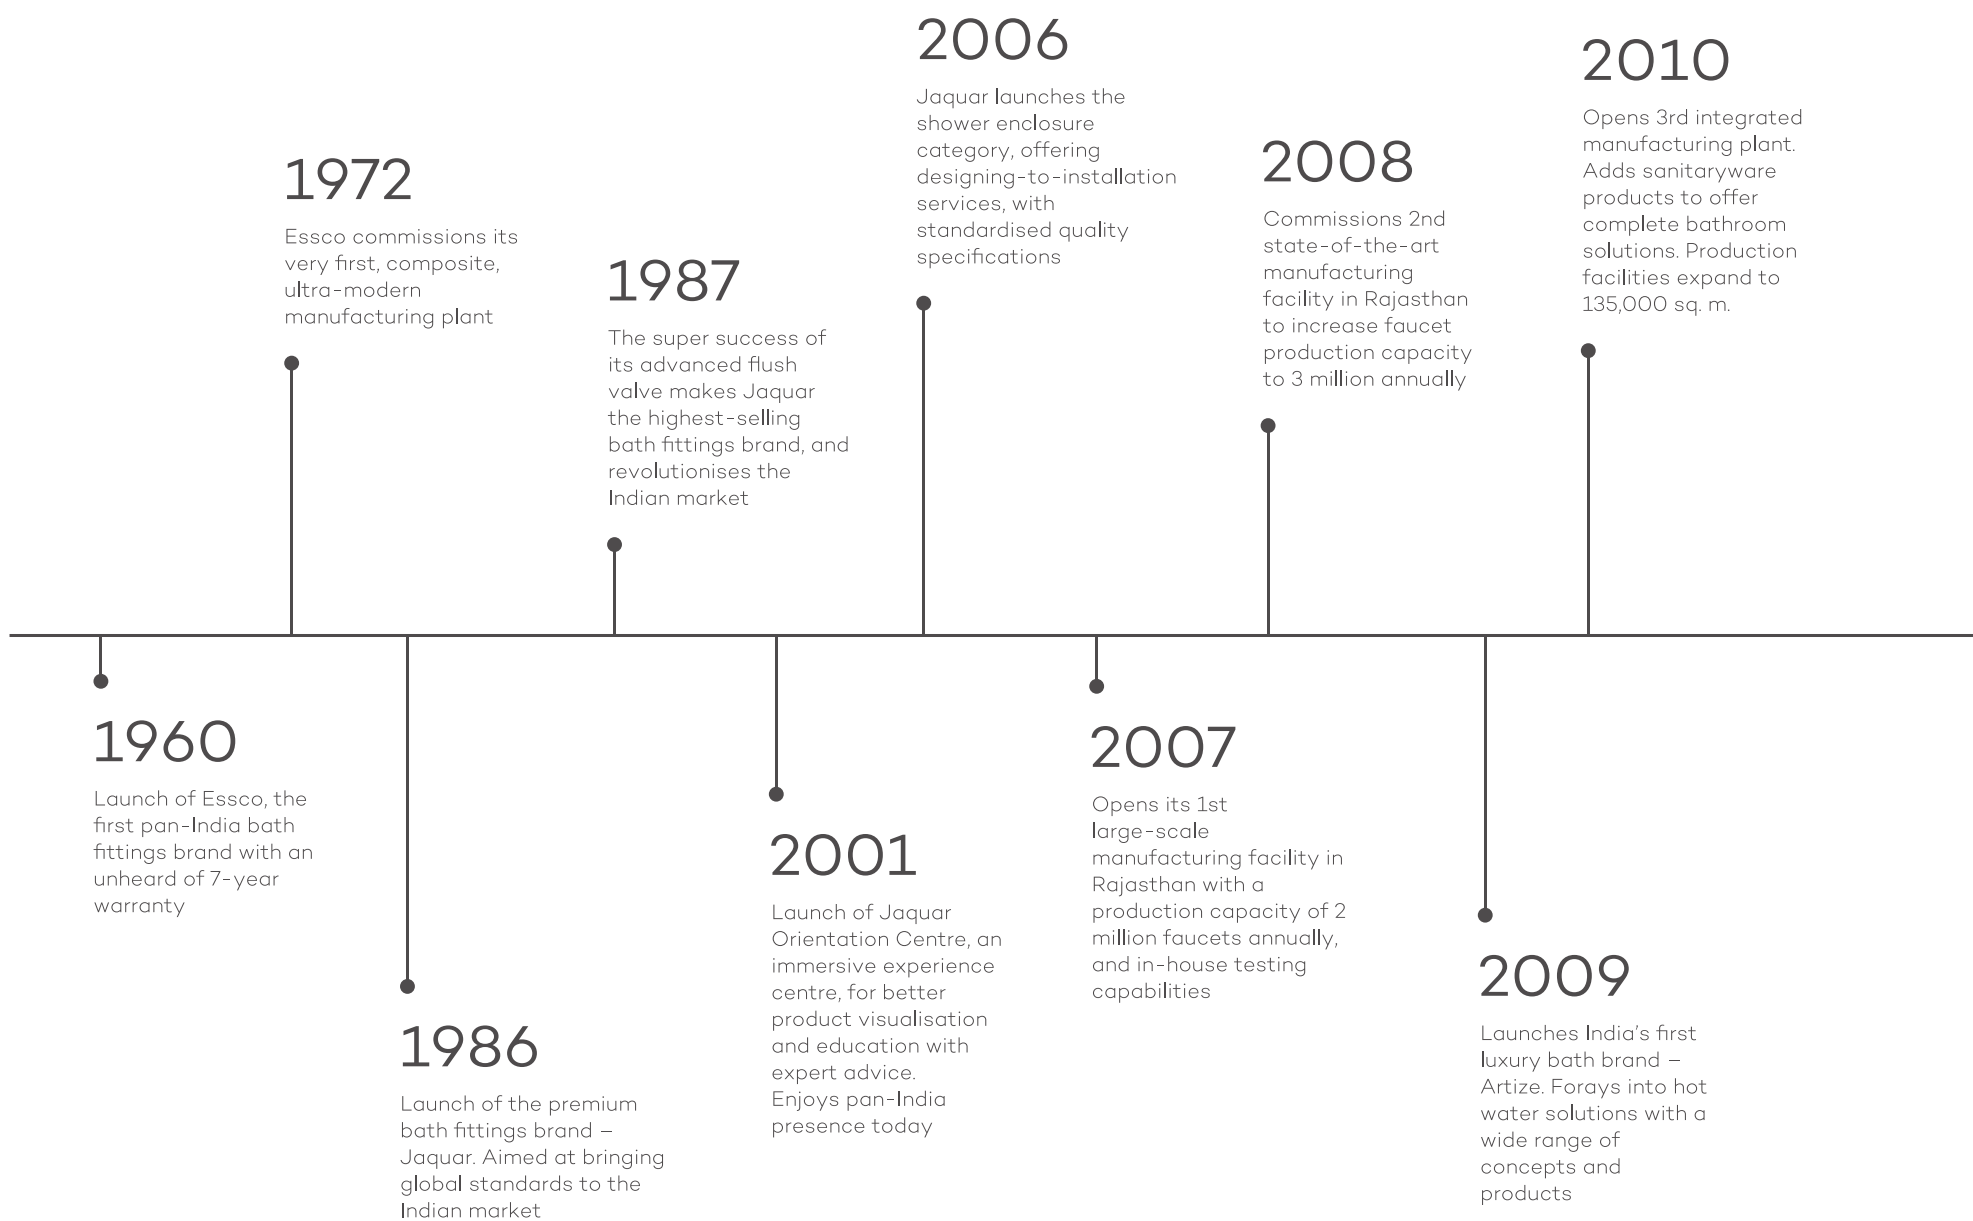 2006
Jaquar launches the
shower enclosure
category, offering
designing-to-installation
services, with
standardised quality
specifications
2010
Opens 3rd integrated
manufacturing plant.
Adds sanitaryware
products to offer
complete bathroom
solutions. Production
facilities expand to
135,000 sq. m.
1972
Essco commissions its
very first, composite,
ultra-modern
manufacturing plant
2008
Commissions 2nd
state-of-the-art
manufacturing
facility in Rajasthan
to increase faucet
production capacity
to 3 million annually
1987
The super success of
its advanced flush
valve makes Jaquar
the highest-selling
bath fittings brand, and
revolutionises the
Indian market
1960
Launch of Essco, the
first pan-India bath
fittings brand with an
unheard of 7-year
warranty
2007
Opens its 1st
large-scale
manufacturing facility in
Rajasthan with a
production capacity of 2
million faucets annually,
and in-house testing
capabilities
2001
Launch of Jaquar
Orientation Centre, an
immersive experience
centre, for better
product visualisation
and education with
expert advice.
Enjoys pan-India
presence today
2009
Launches India’s first
luxury bath brand –
Artize. Forays into hot
water solutions with a
wide range of
concepts and
products
1986
Launch of the premium
bath fittings brand –
Jaquar. Aimed at bringing
global standards to the
Indian market